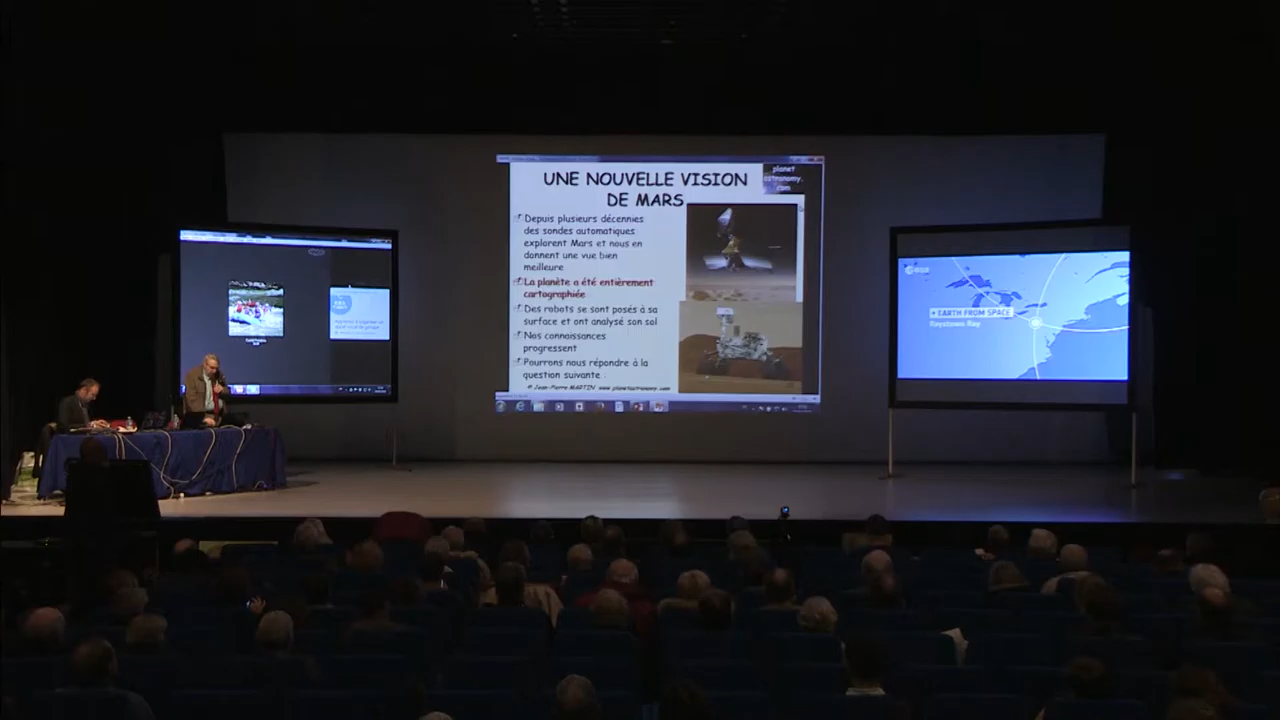 UNE NOUVELLE VISION
DE MARS
planet
astronomy.
com
Depuis plusieurs décennies
des sondes automatiques
explorent Mars et nous en
donnent une vue bien
meilleure
La planète a été entièrement
cartographiée
Des robots se sont posés à sa
surface et ont analysé son sol
Nos connaissances
progressent
Pourrons nous répondre à la
question suivante :
© Jean-Pierre MARTIN www.planetastronomy.com
esa
EARTH FROM SPACE